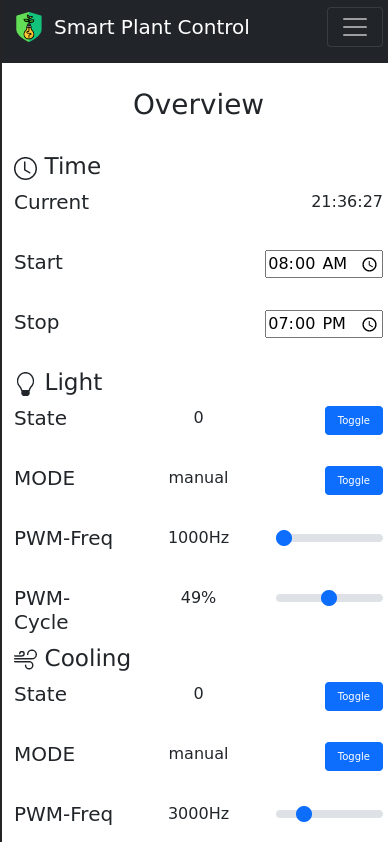 Smart Plant Control
Overview
Time
Current 21:36:27
Start 08:00 AM
Stop 07:00 PM
Light
State 0 Toggle
MODE manual Toggle
PWM-Freq 1000Hz
PWM- 49%
Cycle
Cooling
State 0 Toggle
MODE manual Toggle
PWM-Freq 3000Hz